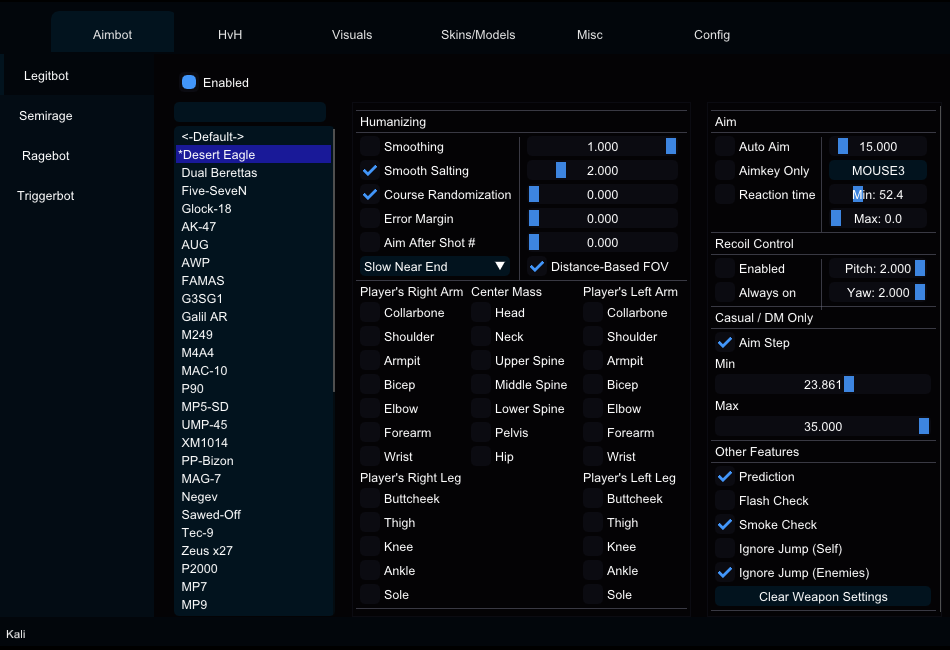 Aimbot HvH Visuals Skins/Models Misc Config
Legitbot
Semirage
Ragebot
Triggerbot
Enabled
<-Default->
*Desert Eagle
Dual Berettas
Five-SeveN
Glock-18
AK-47
AUG
AWP
FAMAS
G3SG1
Galil AR
M249
M4A4
MAC-10
P90
MP5-SD
UMP-45
XM1014
PP-Bizon
MAG-7
Negev
Sawed-Off
Tec-9
Zeus x27
P2000
MP7
MP9
Humanizing
Smoothing 1.000
Smooth Salting 2.000
Course Randomization 0.000
Error Margin 0.000
Aim After Shot # 0.000
Slow Near End Distance-Based FOV
Player's Right Arm Center Mass Player's Left Arm
Collarbone Head Collarbone
Shoulder Neck Shoulder
Armpit Upper Spine Armpit
Bicep Middle Spine Bicep
Elbow Lower Spine Elbow
Forearm Pelvis Forearm
Wrist Hip Wrist
Player's Right Leg Player's Left Leg
Buttcheek Buttcheek
Thigh Thigh
Knee Knee
Ankle Ankle
Sole Sole
Aim
Auto Aim 15.000
Aimkey Only MOUSE3
Reaction time Min: 52.4
Max: 0.0
Recoil Control
Enabled Pitch: 2.000
Always on Yaw: 2.000
Casual / DM Only
Aim Step
Min
23.861
Max
35.000
Other Features
Prediction
Flash Check
Smoke Check
Ignore Jump (Self)
Ignore Jump (Enemies)
Clear Weapon Settings
Kali